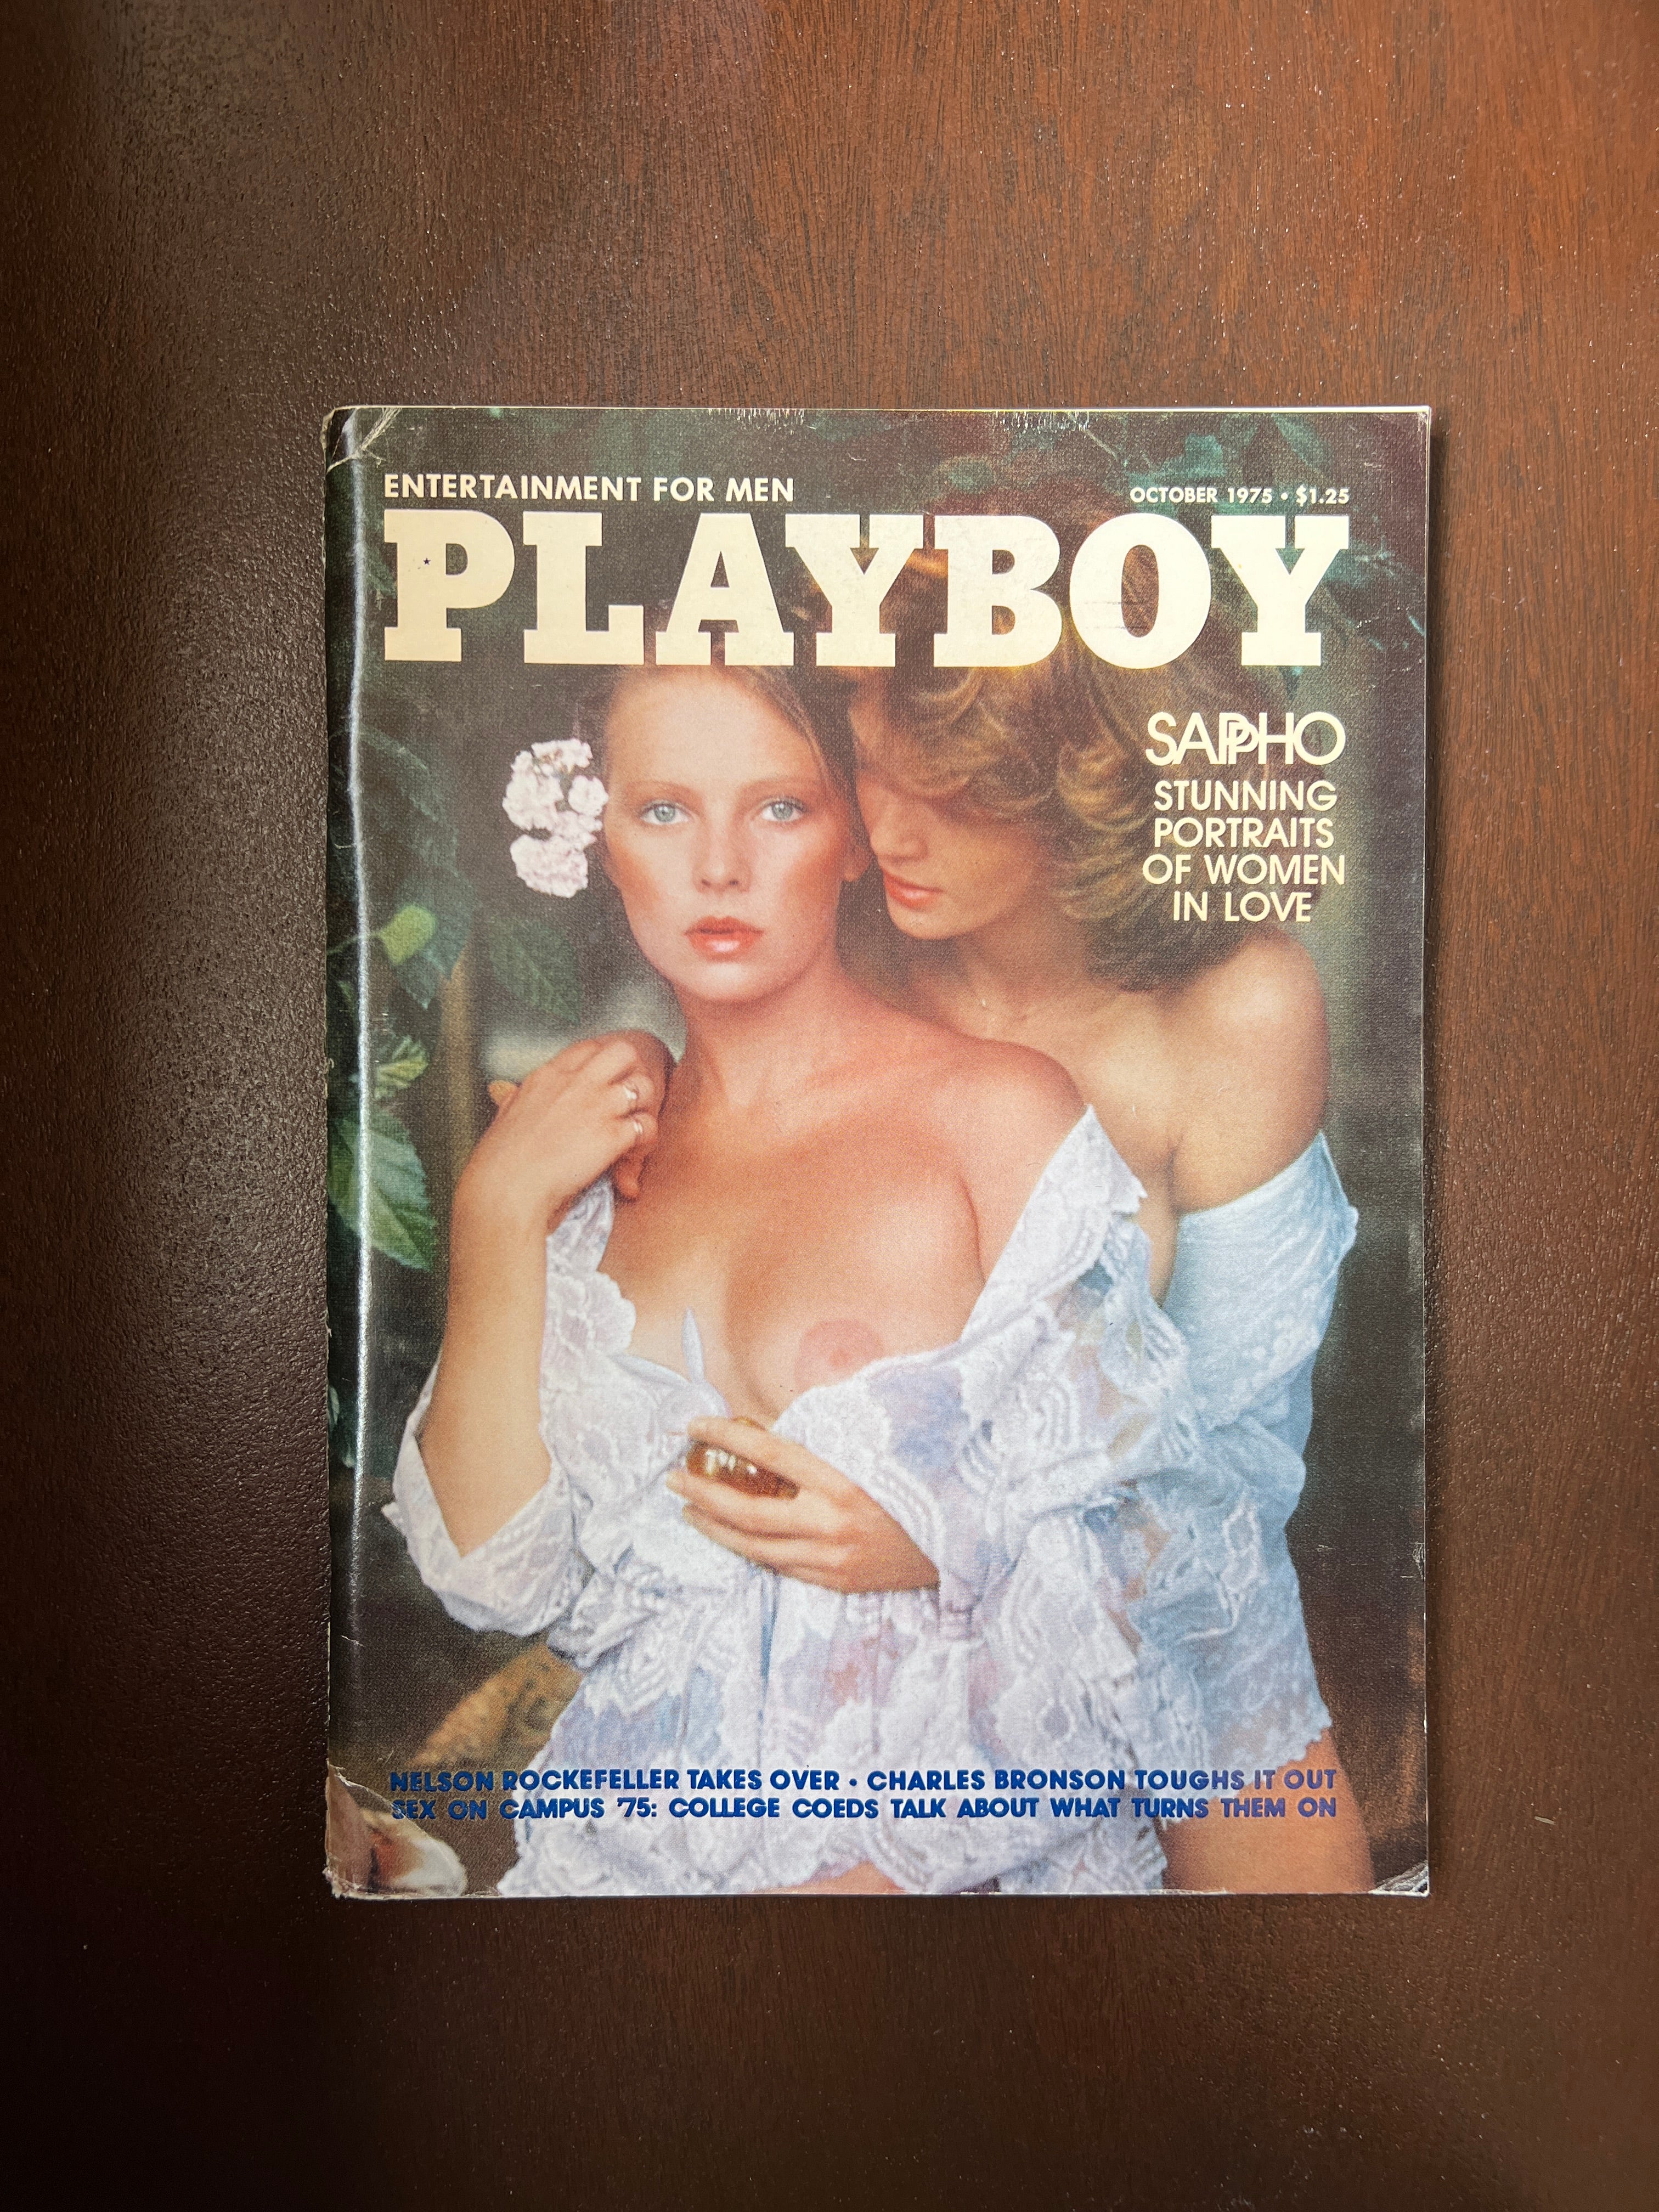 ENTERTAINMENT FOR MEN
OCTOBER 1975 • $1.25
PLAYBOY
SAPPHO
STUNNING
PORTRAITS
OF WOMEN
IN LOVE
NELSON ROCKEFELLER TAKES OVER • CHARLES BRONSON TOUGHS IT OUT
SEX ON CAMPUS '75: COLLEGE COEDS TALK ABOUT WHAT TURNS THEM ON